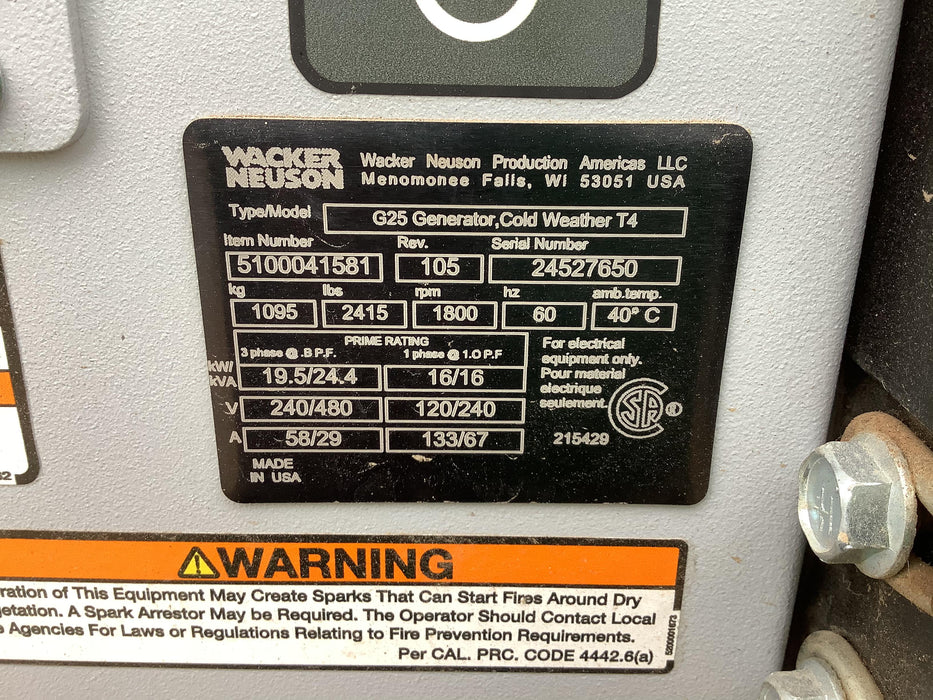 WACKER
NEUSON
Wacker Neuson Production Americas LLC
Menomonee Falls, WI 53051 USA
Type/Model G25 Generator,Cold Weather T4
Item Number Rev. Serial Number
5100041581 105 24527650
kg lbs rpm hz amb.temp.
1095 2415 1800 60 40° C
PRIME RATING
3 phase @ .8 P.F. 1 phase @ 1.0 P.F
kW/
kVA
19.5/24.4 16/16
V 240/480 120/240
A 58/29 133/67
For electrical
equipment only.
Pour material
electrique
seulement.
SA
215429
MADE
IN USA
WARNING
ration of This Equipment May Create Sparks That Can Start Fires Around Dry
getation. A Spark Arrestor May be Required. The Operator Should Contact Local
e Agencies For Laws or Regulations Relating to Fire Prevention Requirements.
Per CAL. PRC. CODE 4442.6(a)
5200001673